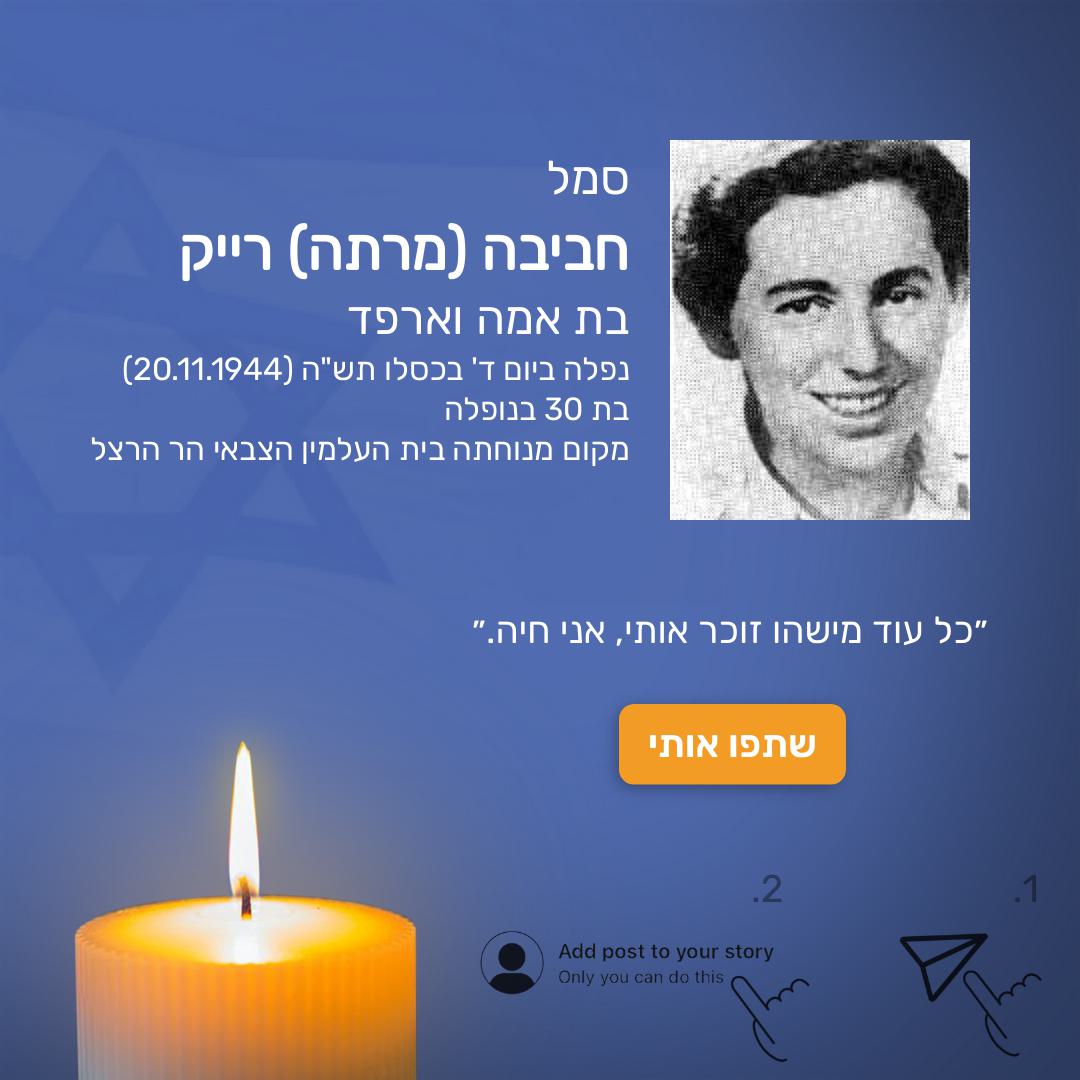 סמל
חביבה (מרתה) רייק
בת אמה וארפד
נפלה ביום ד' בכסלו תש"ה (20.11.1944)
בת 30 בנופלה
מקום מנוחתה בית העלמין הצבאי הר הרצל
"כל עוד מישהו זוכר אותי, אני חיה."
שתפו אותי
1.
2.
Add post to your story
Only you can do this